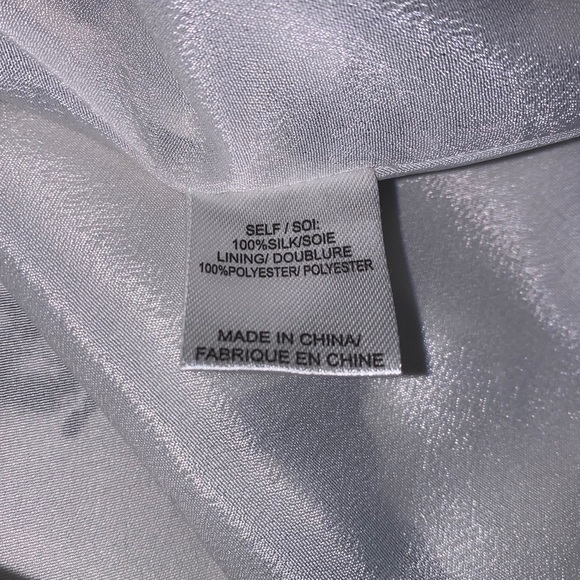 SELF / SOI:
100%SILK/SOIE
LINING/ DOUBLURE
100%POLYESTER/ POLYESTER
MADE IN CHINA/
FABRIQUE EN CHINE